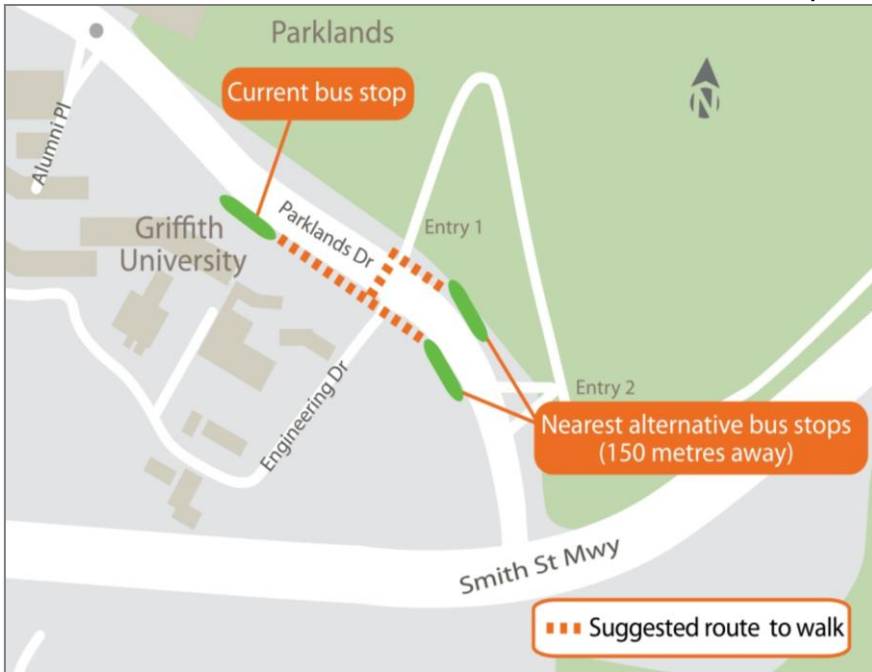 Parklands
Current bus stop
Alumni Pl
Parklands Dr
Griffith
University
Entry 1
N
Engineering Dr
Entry 2
Nearest alternative bus stops
(150 metres away)
Smith St Mwy
Suggested route to walk